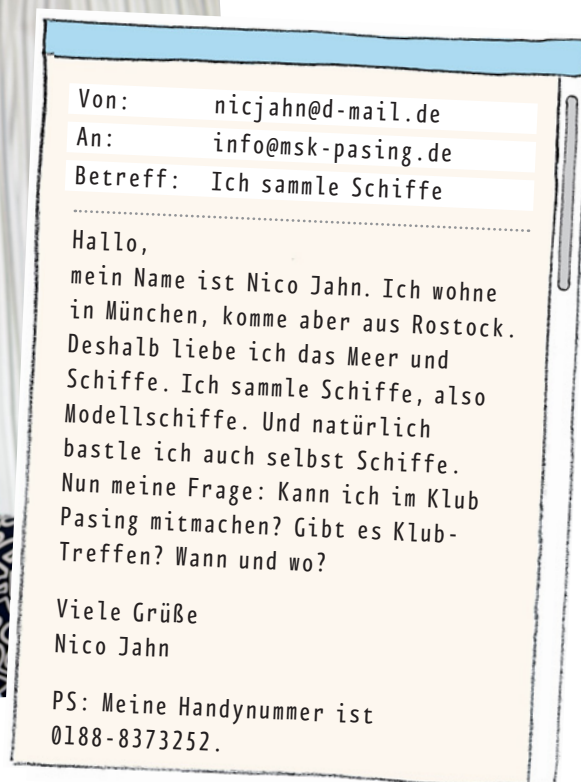 Von: nicjahn@d-mail.de
An: info@msk-pasing.de
Betreff: Ich sammle Schiffe
Hallo,
mein Name ist Nico Jahn. Ich wohne
in München, komme aber aus Rostock.
Deshalb liebe ich das Meer und
Schiffe. Ich sammle Schiffe, also
Modellschiffe. Und natürlich
bastle ich auch selbst Schiffe.
Nun meine Frage: Kann ich im Klub
Pasing mitmachen? Gibt es Klub-
Treffen? Wann und wo?
Viele Grüße
Nico Jahn
PS: Meine Handynummer ist
0188-8373252.